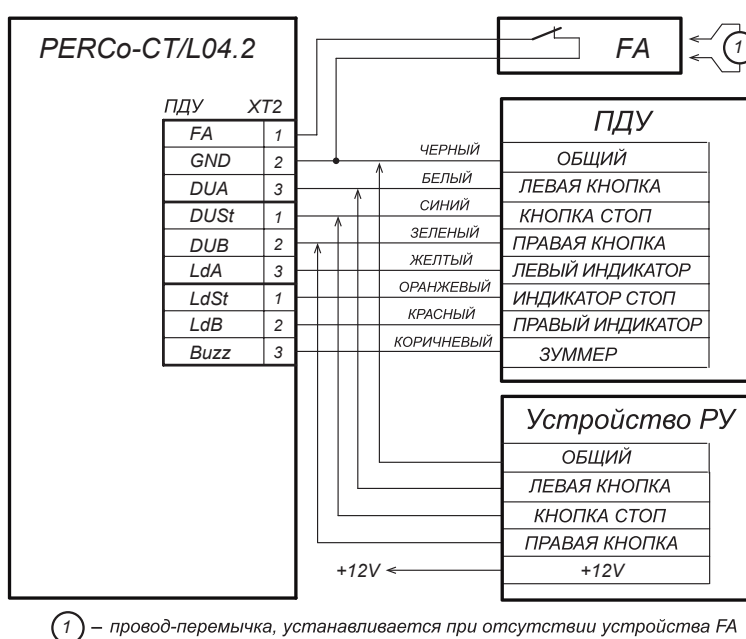 PERCo-CT/L04.2
FA
1
ПДУ XT2
FA 1
GND 2
DUA 3
DUSt 1
DUB 2
LdA 3
LdSt 1
LdB 2
Buzz 3
ЧЕРНЫЙ
БЕЛЫЙ
СИНИЙ
ЗЕЛЕНЫЙ
ЖЕЛТЫЙ
ОРАНЖЕВЫЙ
КРАСНЫЙ
КОРИЧНЕВЫЙ
ПДУ
ОБЩИЙ
ЛЕВАЯ КНОПКА
КНОПКА СТОП
ПРАВАЯ КНОПКА
ЛЕВЫЙ ИНДИКАТОР
ИНДИКАТОР СТОП
ПРАВЫЙ ИНДИКАТОР
ЗУММЕР
Устройство РУ
ОБЩИЙ
ЛЕВАЯ КНОПКА
КНОПКА СТОП
ПРАВАЯ КНОПКА
+12V
+12V
1 – провод-перемычка, устанавливается при отсутствии устройства FA